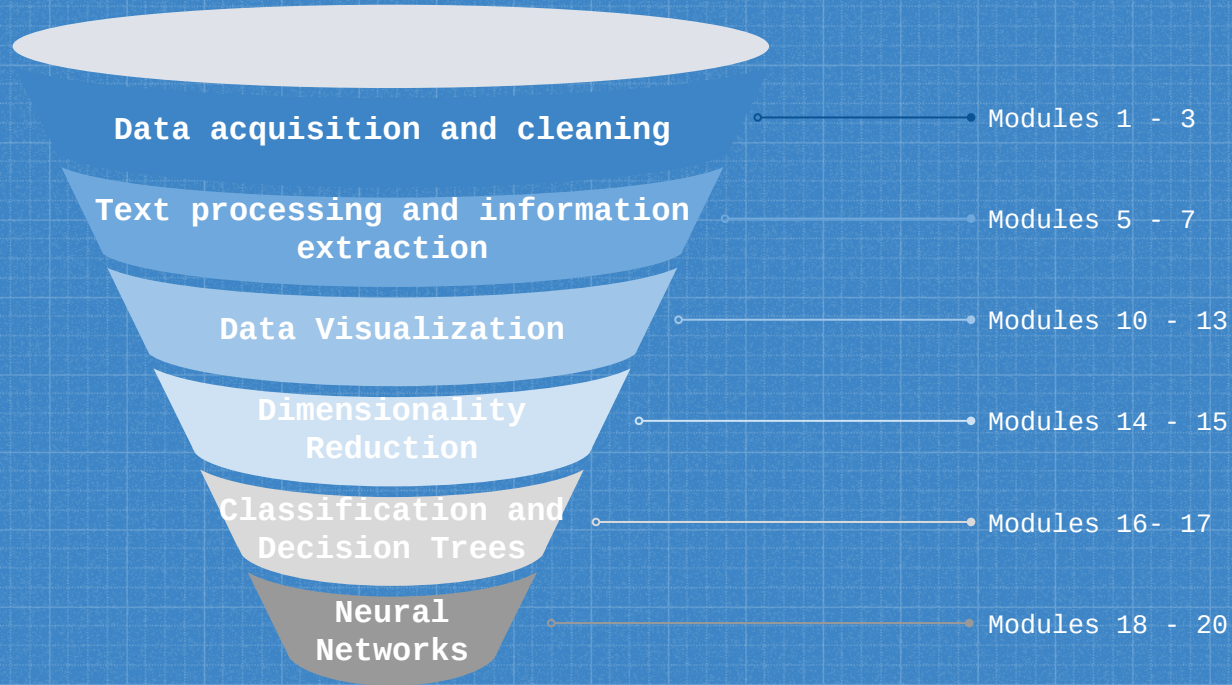 Data acquisition and cleaning
Modules 1 - 3
Text processing and information
extraction
Modules 5 - 7
Data Visualization
Modules 10 - 13
Dimensionality
Reduction
Modules 14 - 15
Classification and
Decision Trees
Modules 16- 17
Neural
Networks
Modules 18 - 20